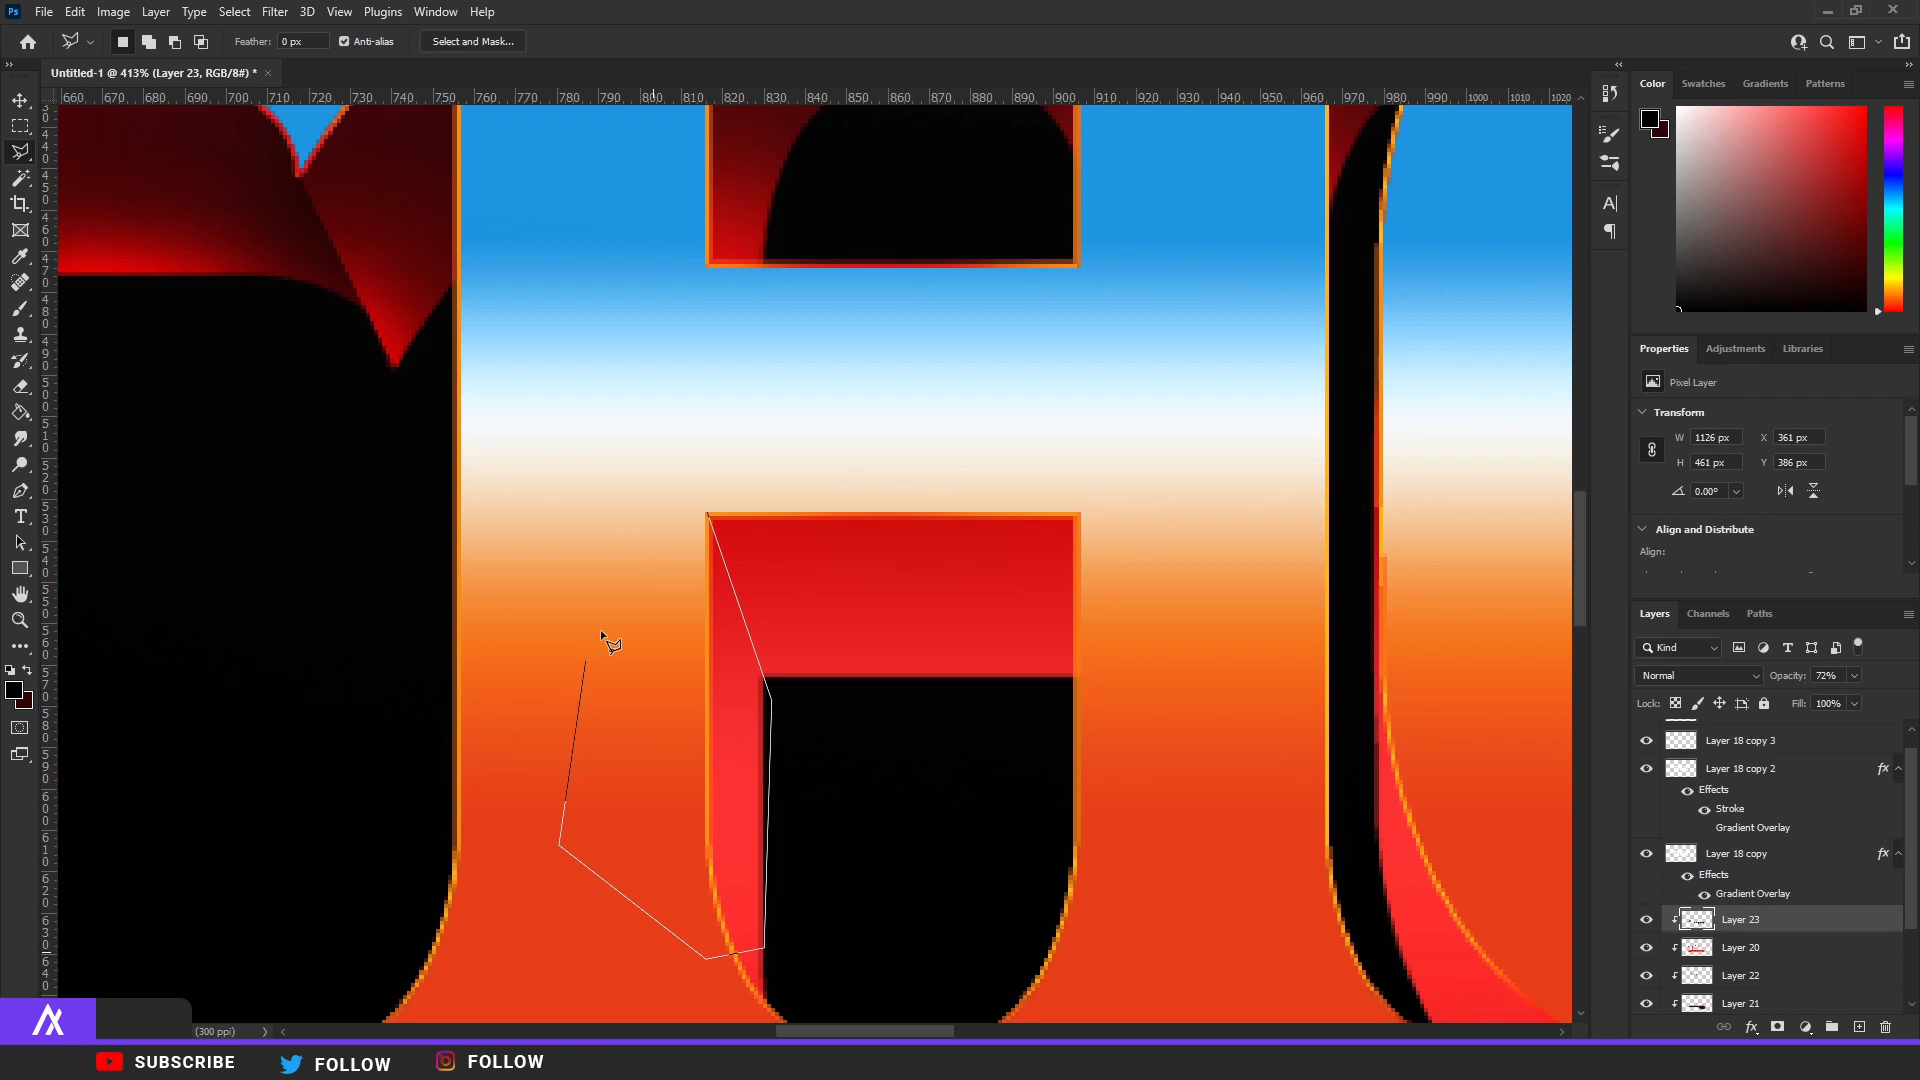 Ps File Edit Image Layer Type Select Filter 3D View Plugins Window Help
Feather: 0 px Anti-alias Select and Mask...
Untitled-1 @ 413% (Layer 23, RGB/8#) * ×
660 670 680 690 700 710 720 730 740 750 760 770 780 790 800 810 820 830 840 850 860 870 880 890 900 910 920 930 940 950 960 970 980 990 1000 1010 1020
Color Swatches Gradients Patterns
Properties Adjustments Libraries
Pixel Layer
Transform
W 1126 px X 361 px
H 461 px Y 386 px
0.00°
Align and Distribute
Align:
Layers Channels Paths
Kind
Normal Opacity: 72%
Lock: Fill: 100%
Layer 18 copy 3
Layer 18 copy 2 fx
Effects
Stroke
Gradient Overlay
Layer 18 copy fx
Effects
Gradient Overlay
Layer 23
Layer 20
Layer 22
Layer 21
(300 ppi)
SUBSCRIBE FOLLOW FOLLOW